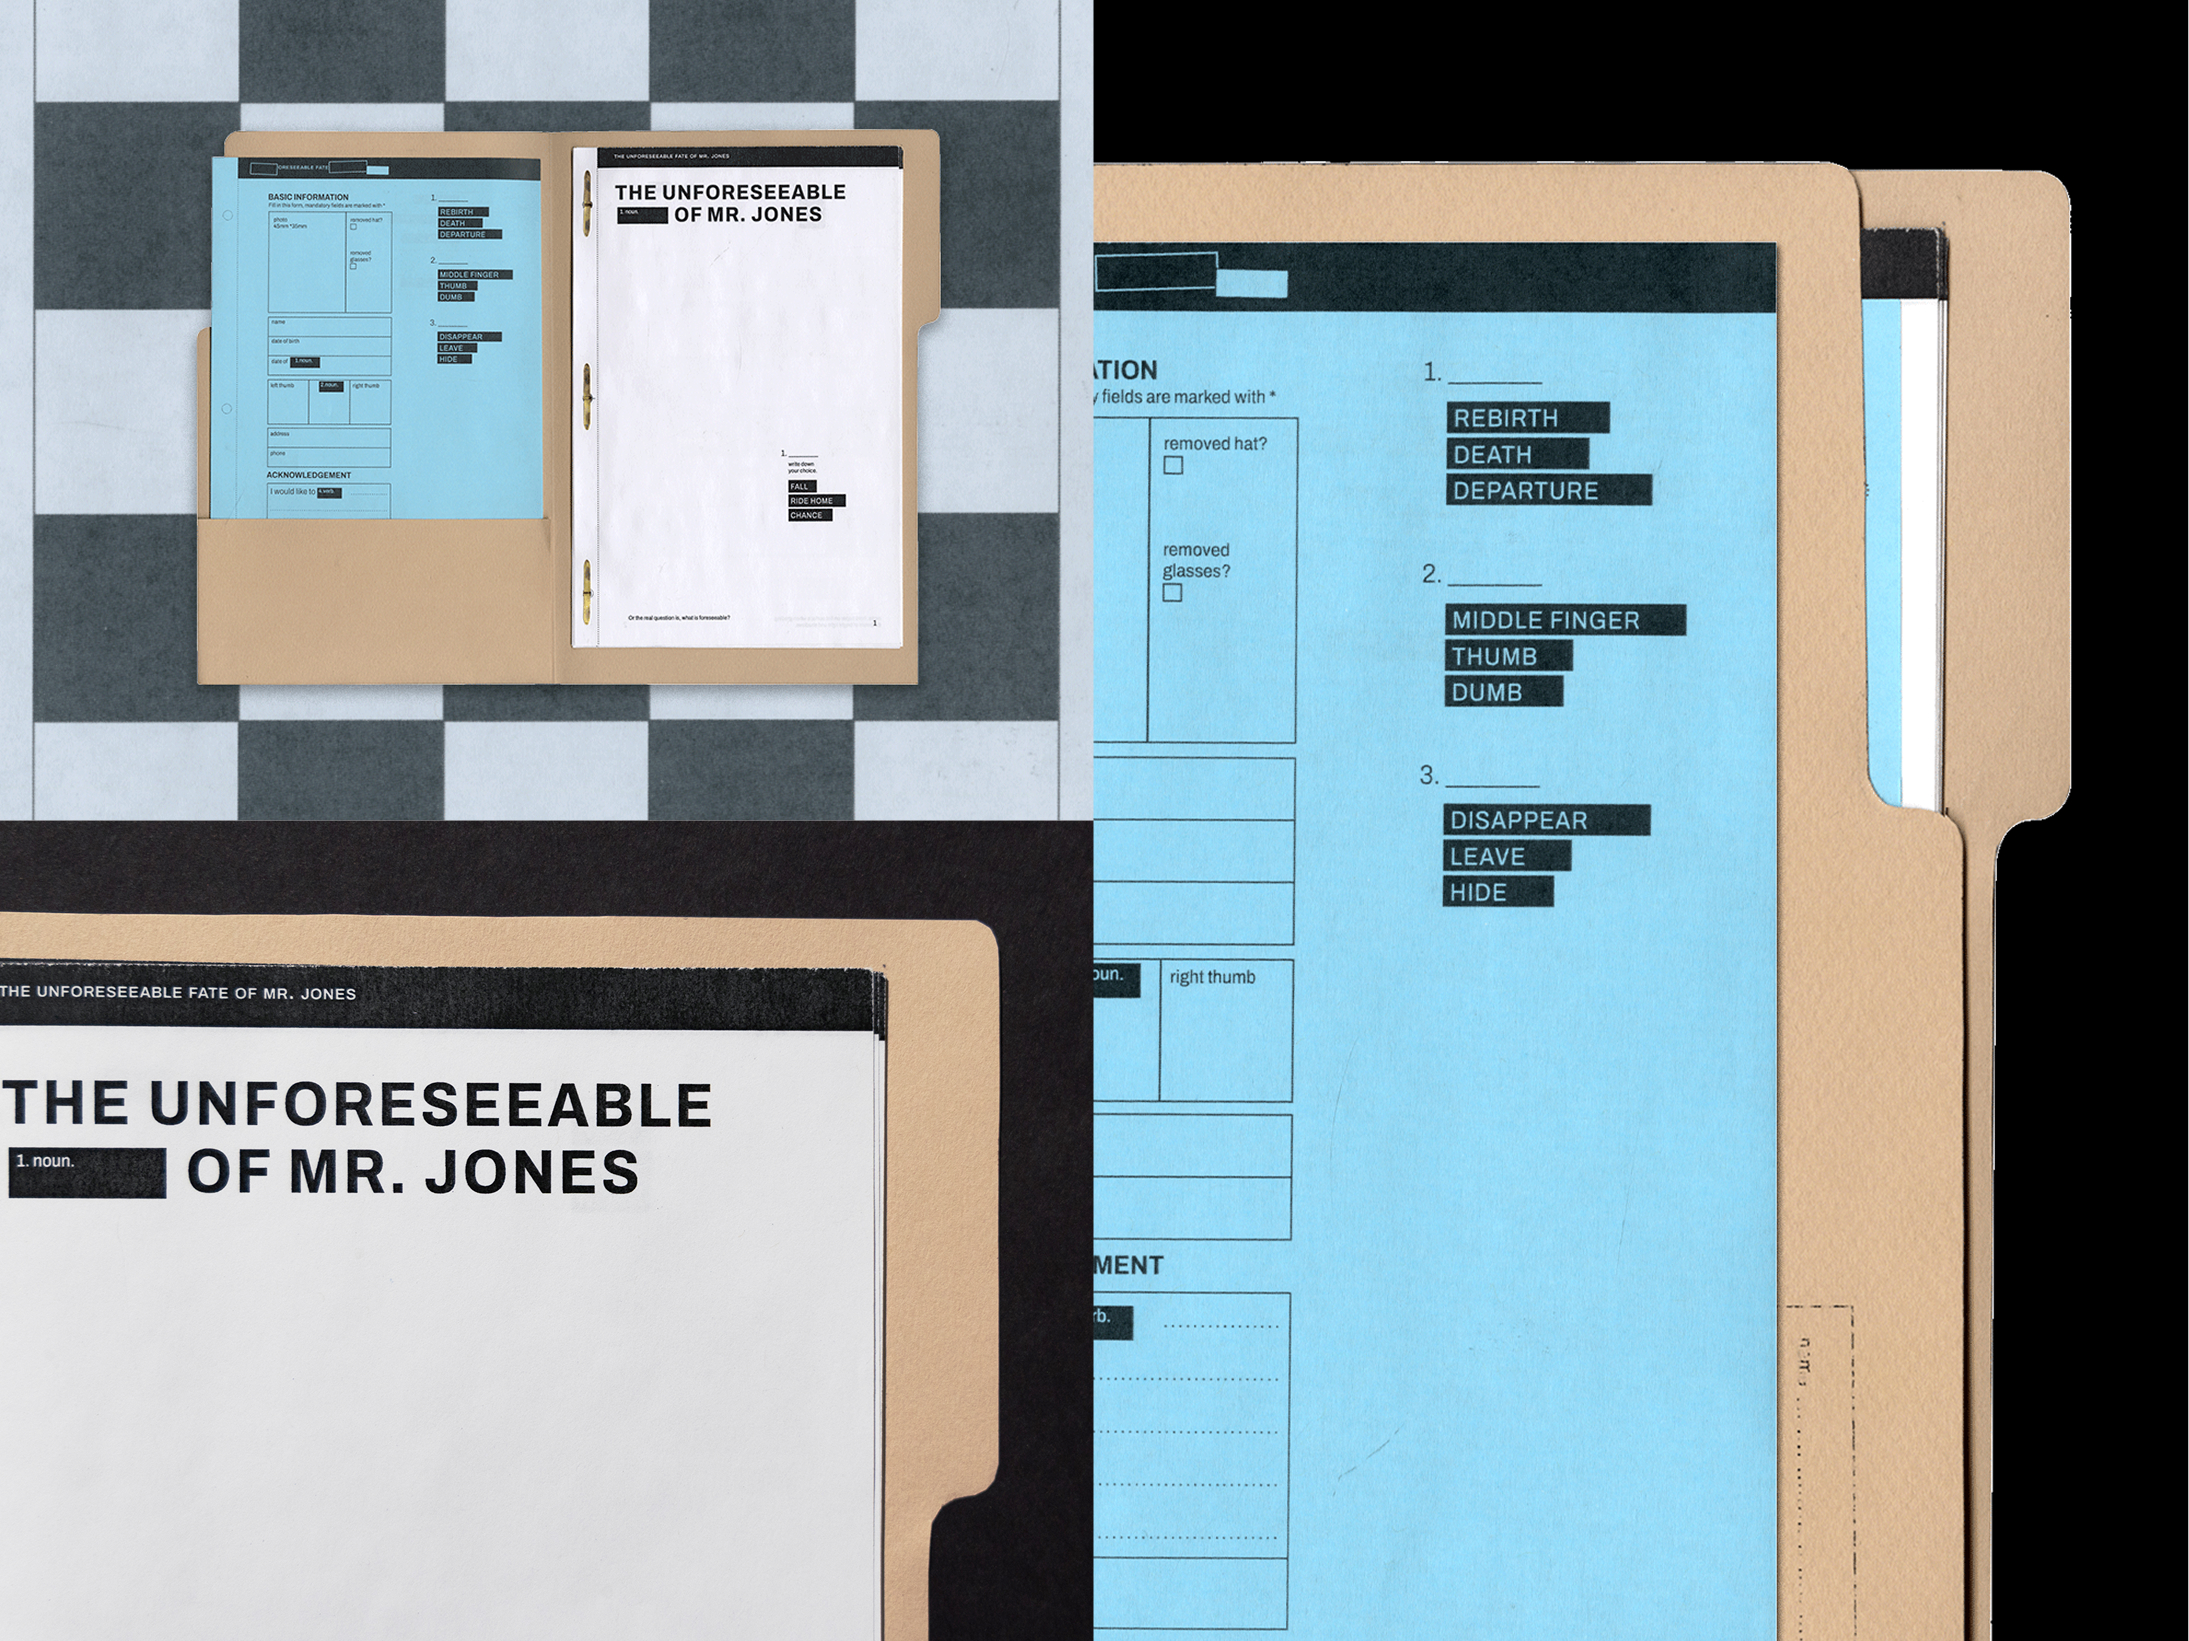 ORESEEABLE FATE
BASIC INFORMATION
Fill in this form, mandatory fields are marked with *
photo
45mm *35mm
removed hat?
removed
glasses?
name
date of birth
date of 1.noun.
left thumb
2.noun.
right thumb
address
phone
ACKNOWLEDGEMENT
I would like to 4.verb.
1. ______
REBIRTH
DEATH
DEPARTURE
2. ______
MIDDLE FINGER
THUMB
DUMB
3. ______
DISAPPEAR
LEAVE
HIDE
THE UNFORESEEABLE FATE OF MR. JONES
THE UNFORESEEABLE
1. noun. OF MR. JONES
1. ______
write down
your choice.
FALL
RIDE HOME
CHANCE
Or the real question is, what is foreseeable?
1
THE UNFORESEEABLE FATE OF MR. JONES
THE UNFORESEEABLE
1. noun. OF MR. JONES
ATION
y fields are marked with *
removed hat?
removed
glasses?
oun.
right thumb
MENT
rb.
1. ______
REBIRTH
DEATH
DEPARTURE
2. ______
MIDDLE FINGER
THUMB
DUMB
3. ______
DISAPPEAR
LEAVE
HIDE